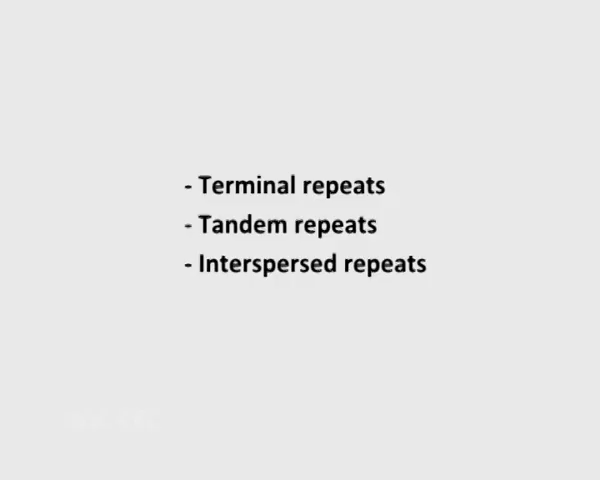 - Terminal repeats
- Tandem repeats
- Interspersed repeats